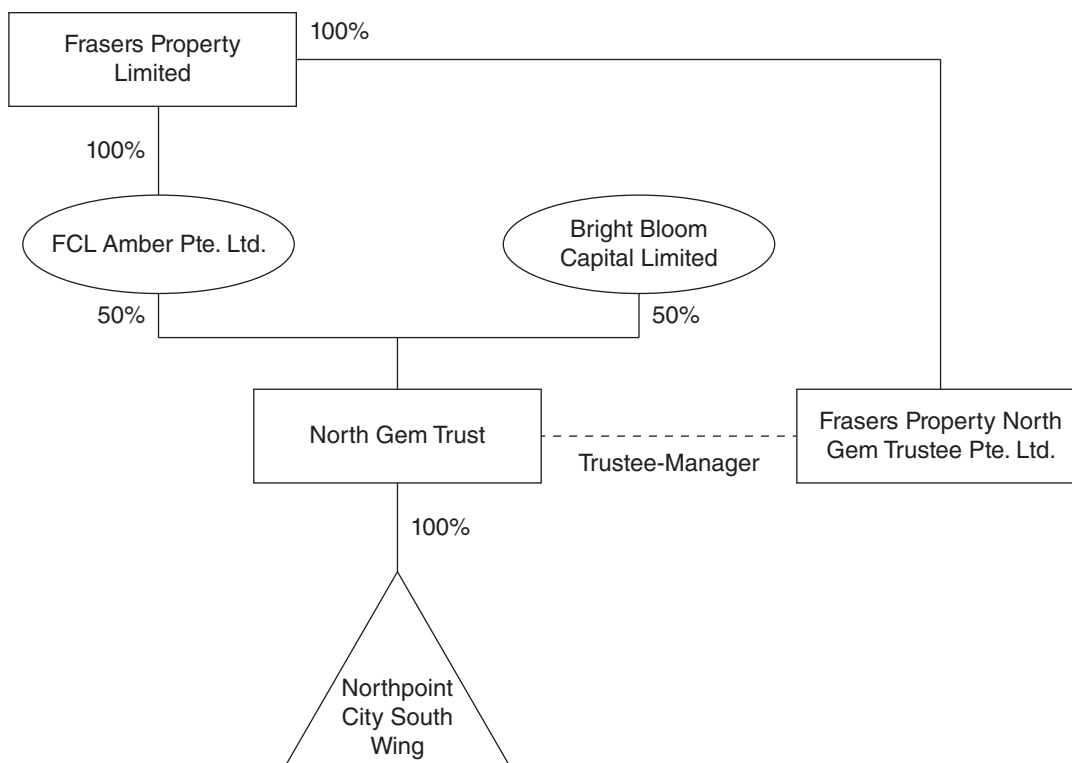 Frasers Property
Limited
100%
100%
FCL Amber Pte. Ltd.
Bright Bloom
Capital Limited
50%
50%
North Gem Trust
Trustee-Manager
Frasers Property North
Gem Trustee Pte. Ltd.
100%
Northpoint
City South
Wing